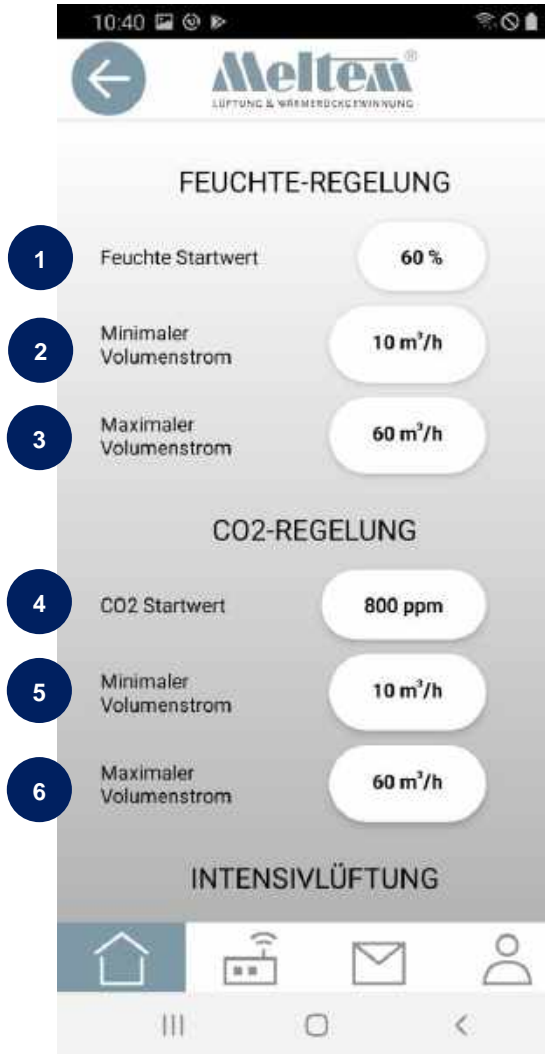 10:40
Meltem®
LÜFTUNG & WÄRMERÜCKGEWINNUNG
FEUCHTE-REGELUNG
1
Feuchte Startwert
60 %
2
Minimaler
Volumenstrom
10 m³/h
3
Maximaler
Volumenstrom
60 m³/h
CO2-REGELUNG
4
CO2 Startwert
800 ppm
5
Minimaler
Volumenstrom
10 m³/h
6
Maximaler
Volumenstrom
60 m³/h
INTENSIVLÜFTUNG